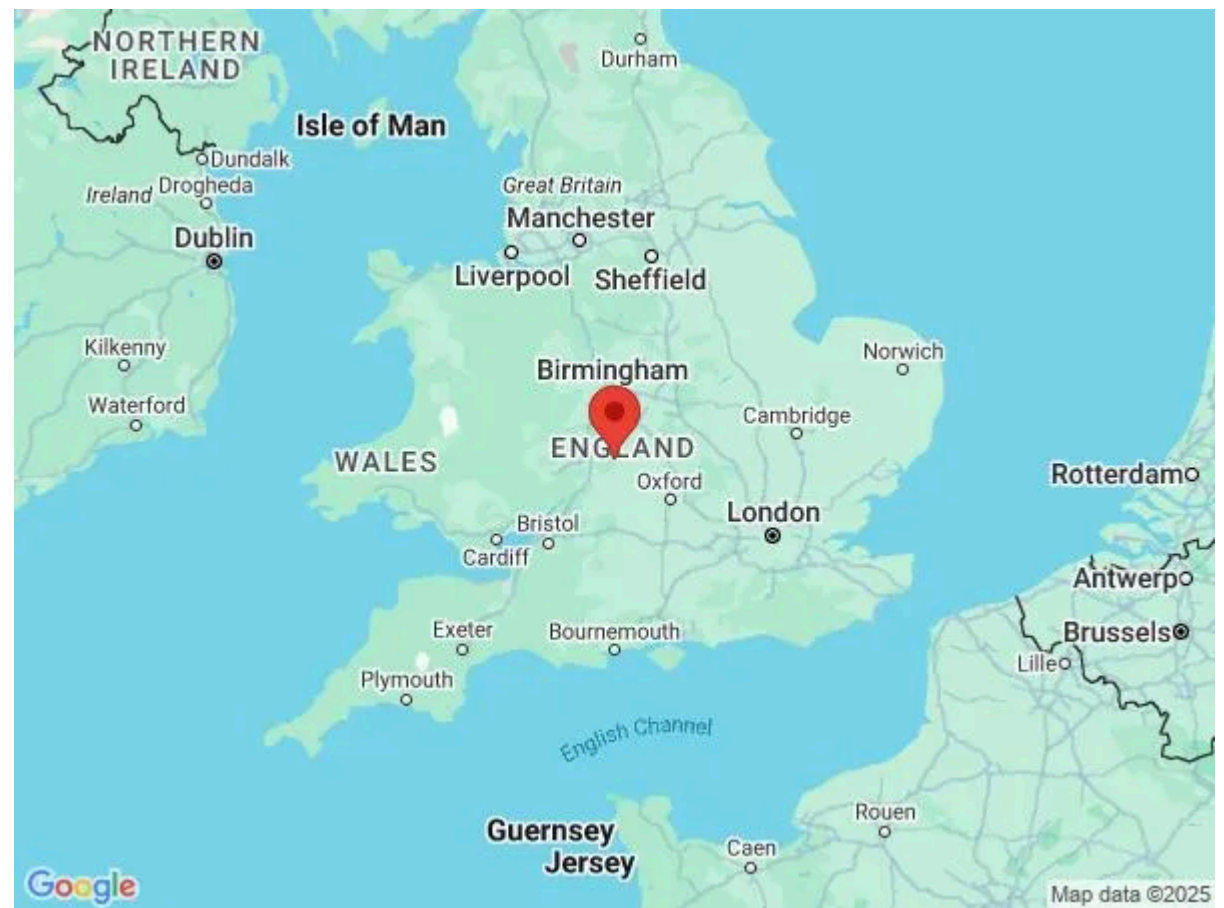 NORTHERN
IRELAND
Durham
Isle of Man
Dundalk
Ireland
Drogheda
Great Britain
Manchester
Dublin
Liverpool
Sheffield
Kilkenny
Norwich
Birmingham
Waterford
Cambridge
WALES
ENGLAND
Oxford
Rotterdam
London
Bristol
Cardiff
Antwerp
Exeter
Bournemouth
Brussels
Lille
Plymouth
English Channel
Rouen
Guernsey
Jersey
Caen
Google
Map data ©2025